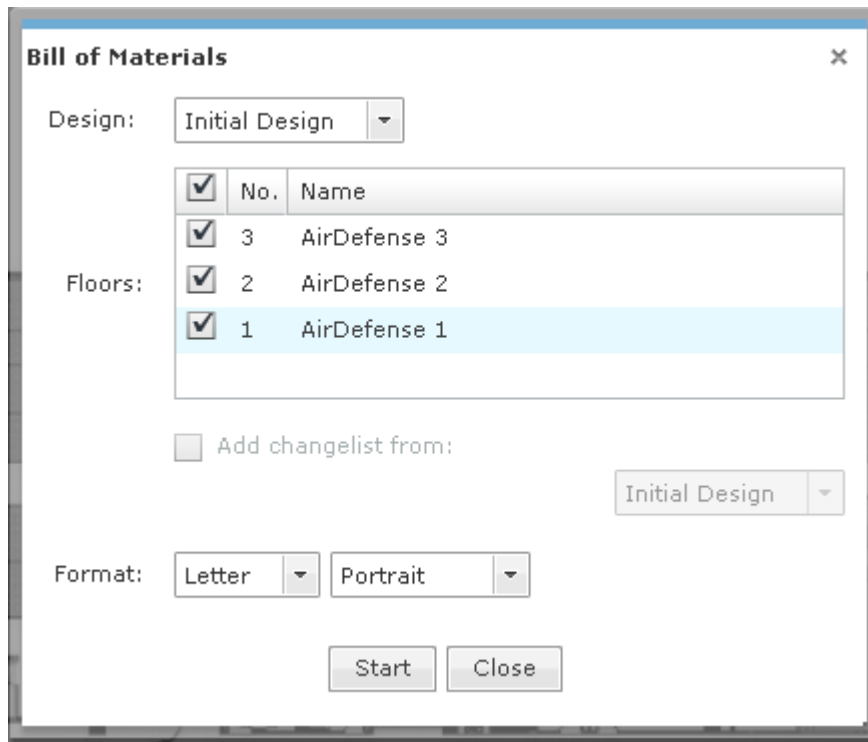 Bill of Materials
Design: Initial Design
No. Name
3 AirDefense 3
Floors: 2 AirDefense 2
1 AirDefense 1
Add changelist from:
Initial Design
Format: Letter Portrait
Start Close